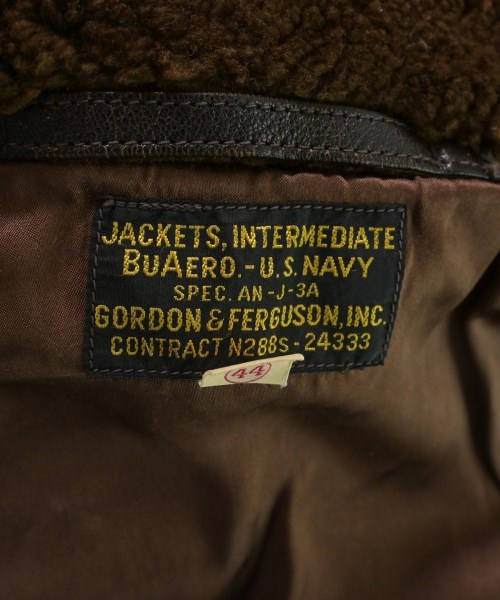 JACKETS, INTERMEDIATE
BUAERO.-U.S. NAVY
SPEC. AN-J-3A
GORDON & FERGUSON, INC.
CONTRACT N288S-24333
44